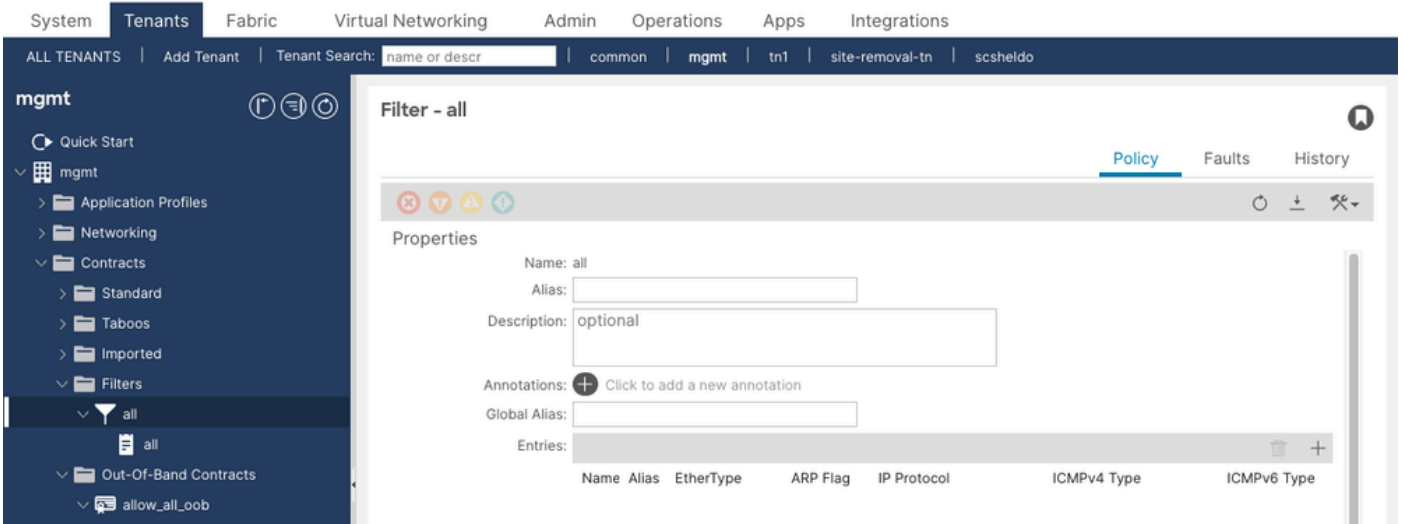 System Tenants Fabric Virtual Networking Admin Operations Apps Integrations
ALL TENANTS | Add Tenant | Tenant Search: name or descr | common | mgmt | tn1 | site-removal-tn | scsheldo
mgmt
Quick Start
mgmt
Application Profiles
Networking
Contracts
Standard
Taboos
Imported
Filters
all
all
Out-Of-Band Contracts
allow_all_oob
Filter - all
Policy Faults History
Properties
Name: all
Alias:
Description: optional
Annotations: Click to add a new annotation
Global Alias:
Entries:
Name Alias EtherType ARP Flag IP Protocol ICMPv4 Type ICMPv6 Type